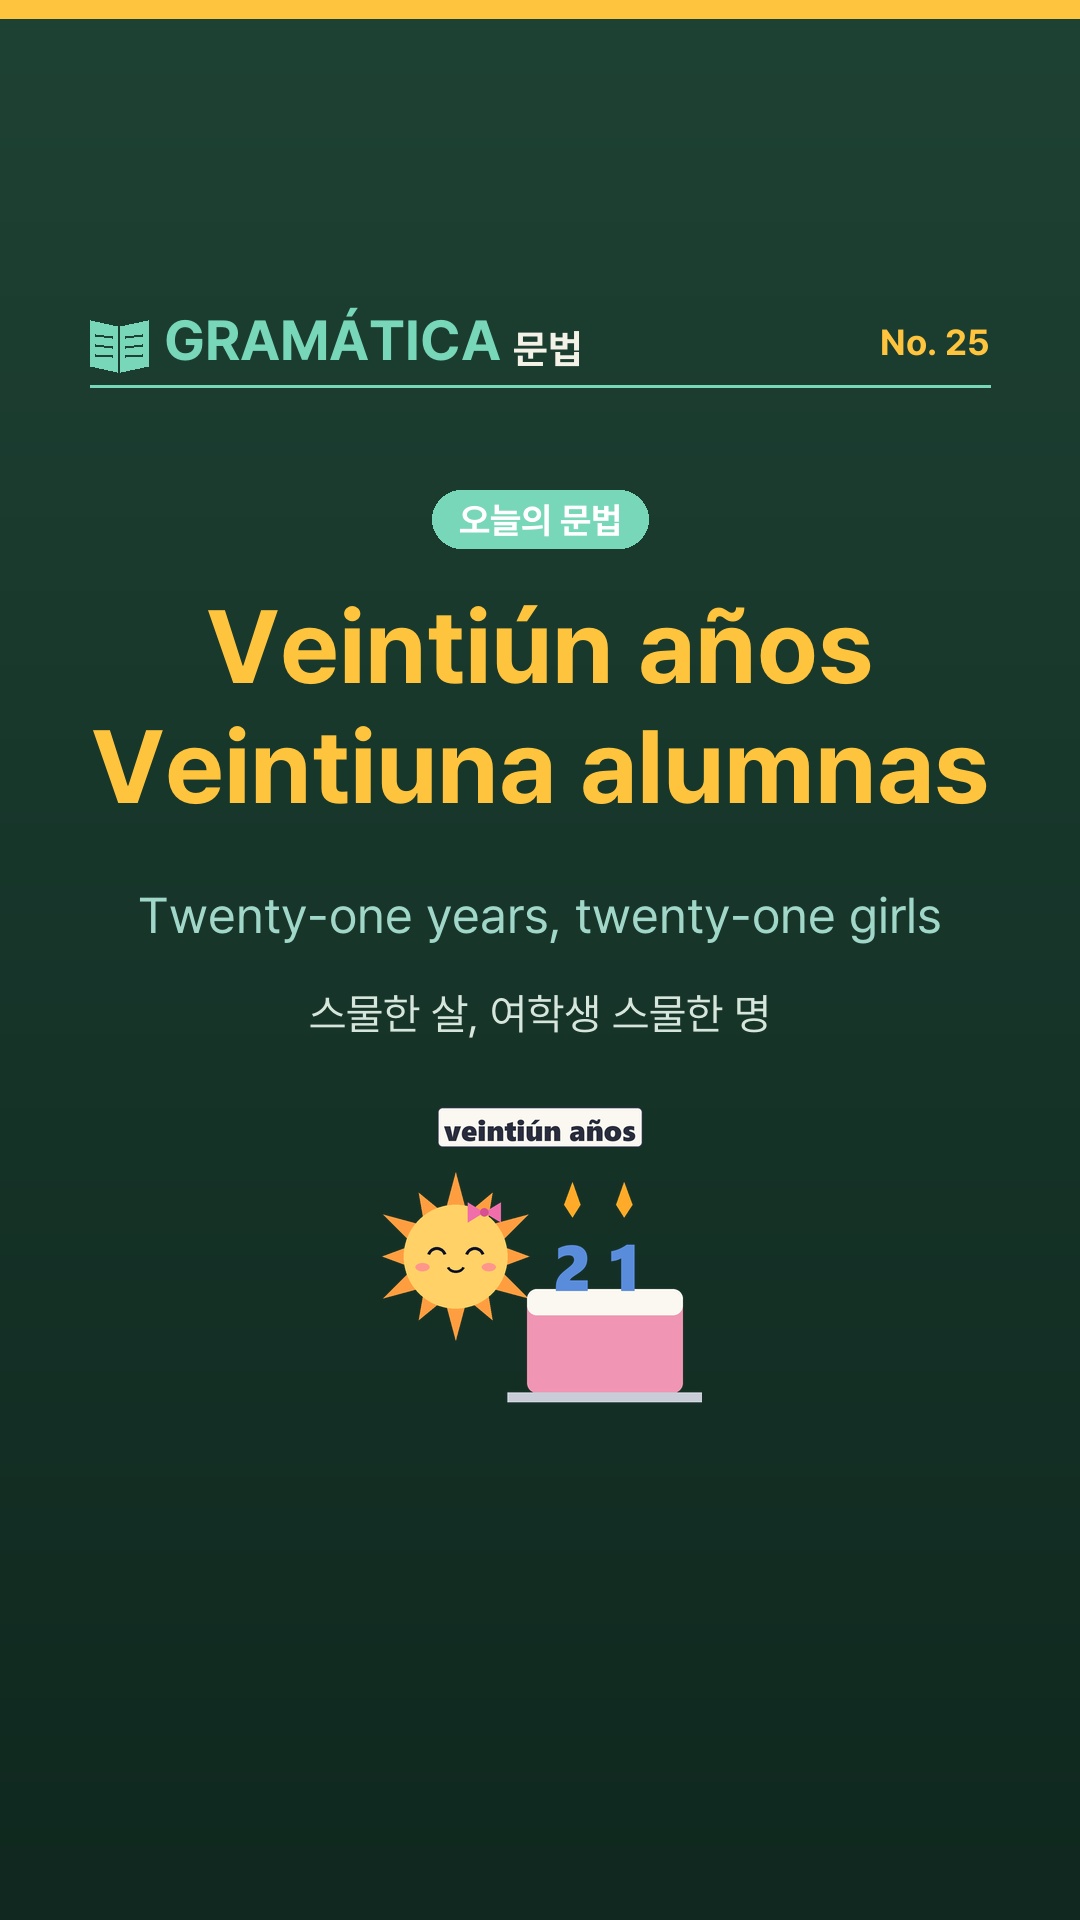 GRAMÁTICA 문법
No. 25
오늘의 문법
Veintiún años
Veintiuna alumnas
Twenty-one years, twenty-one girls
스물한 살, 여학생 스물한 명
veintiún años
21